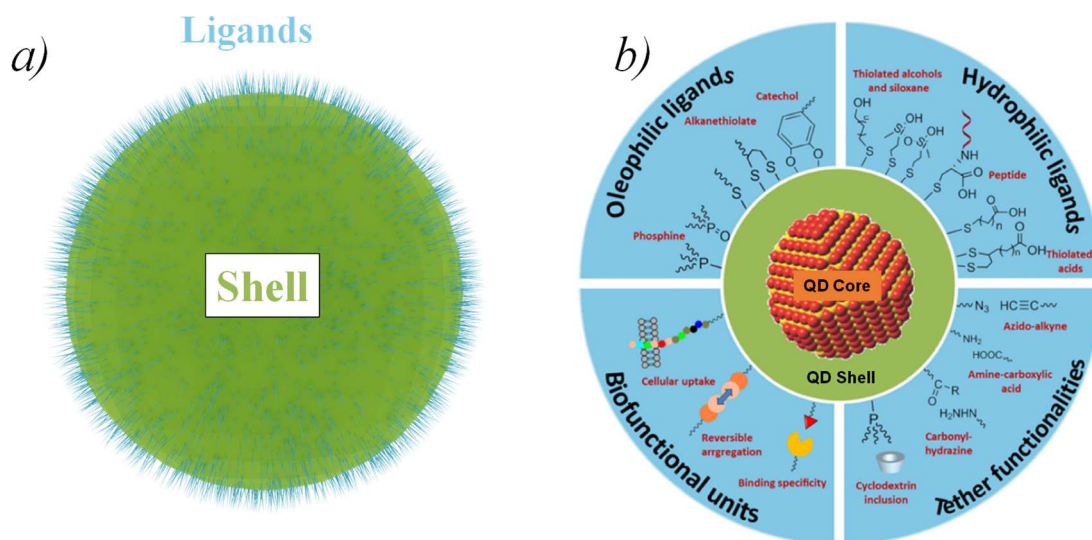 a)
Ligands
Shell
b)
Oleophilic ligands
Catechol
Alkanethiolate
O
O
S
S
S
P=O
Phosphine
P
Hydrophilic ligands
Thiolated alcohols
and siloxane
OH
n
S
Si OH
O
S
Si OH
S
NH
O
OH
S
Peptide
O
OH
S
n
O
OH
S
S
n
Thiolated
acids
QD Core
QD Shell
Biofunctional units
Cellular uptake
Reversible
arrgregation
Binding specificity
Tether functionalities
N₃
HC≡C
Azido-alkyne
NH₂
HOOC
Amine-carboxylic
acid
O
C
R
H₂NHN
Carbonyl-
hydrazine
P
Cyclodextrin
inclusion